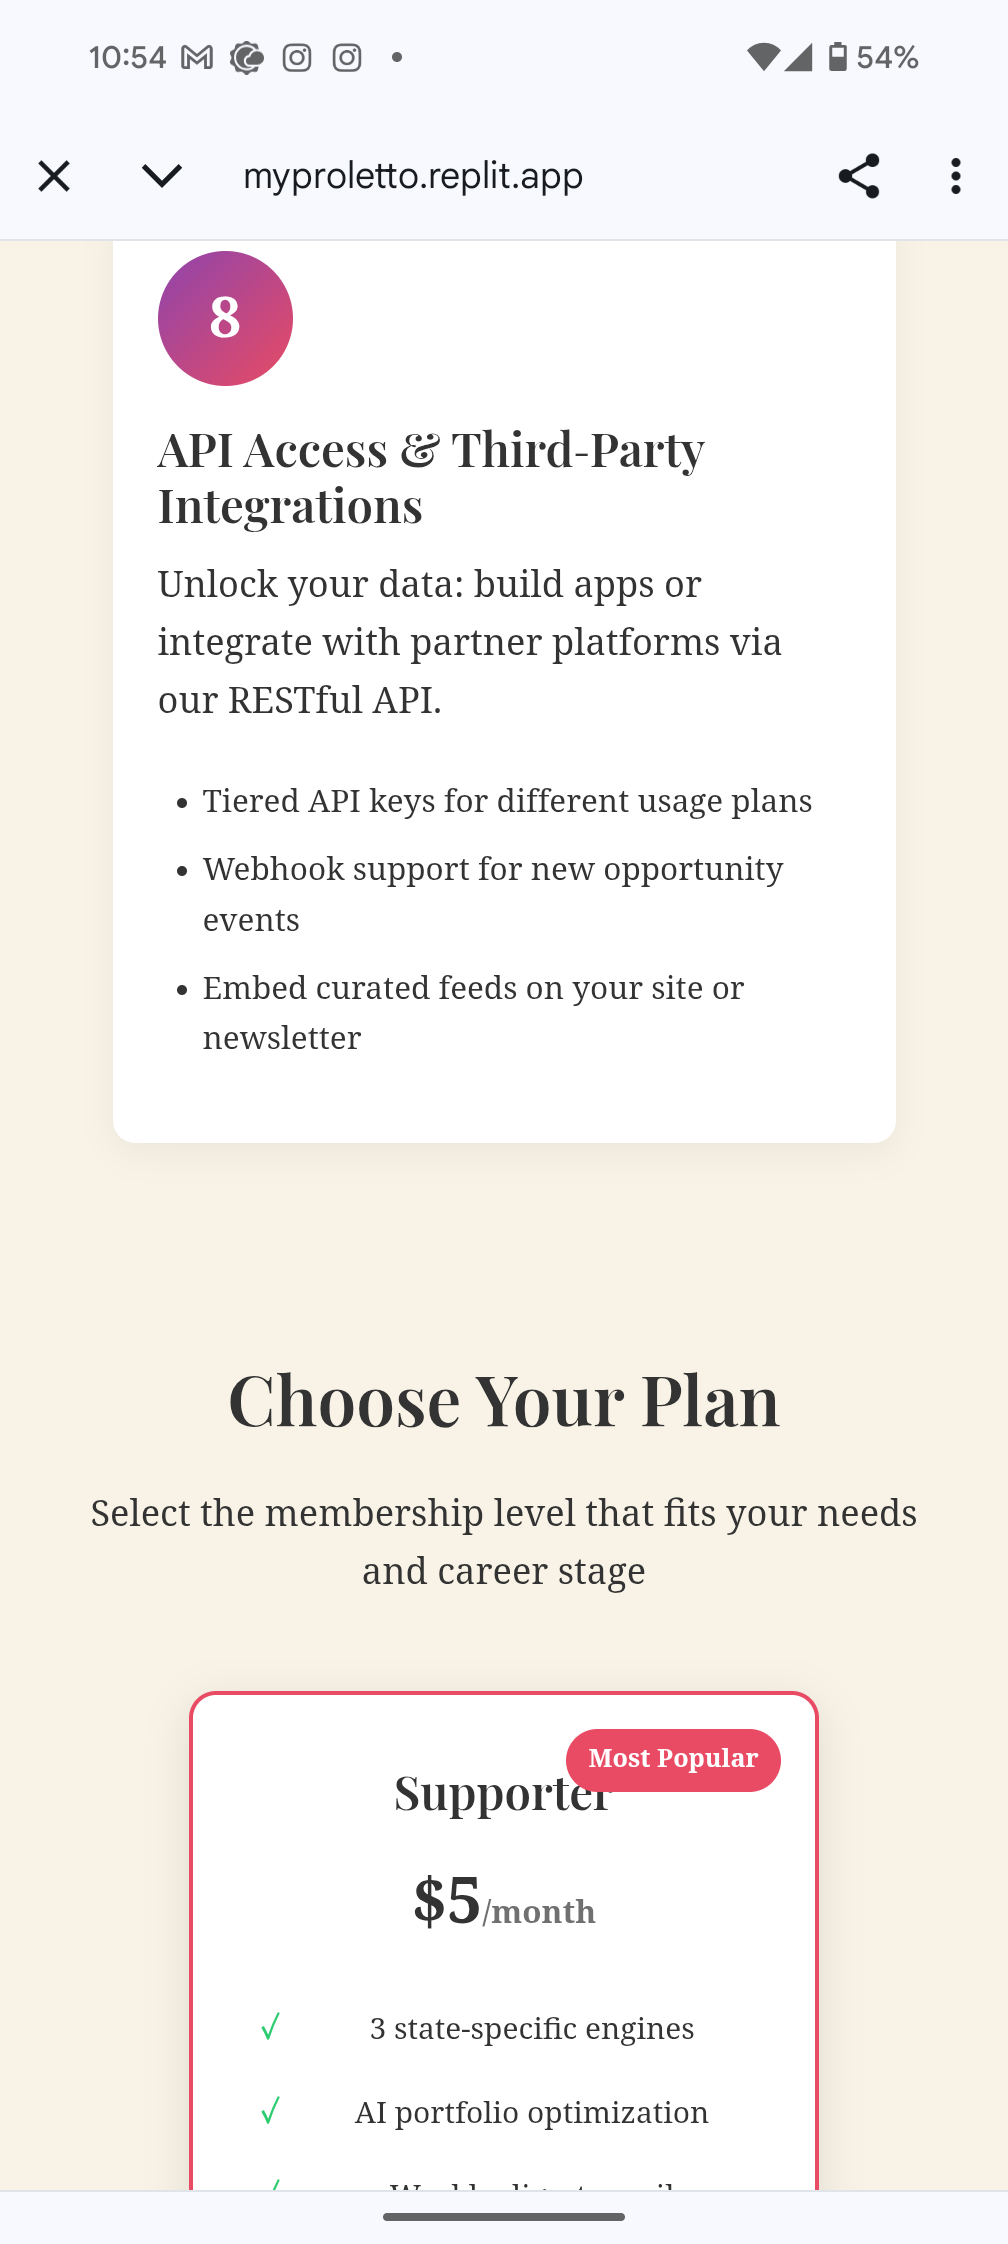 10:54
54%
myproletto.replit.app
8
API Access & Third-Party
Integrations
Unlock your data: build apps or
integrate with partner platforms via
our RESTful API.
• Tiered API keys for different usage plans
• Webhook support for new opportunity
events
• Embed curated feeds on your site or
newsletter
Choose Your Plan
Select the membership level that fits your needs
and career stage
Most Popular
Supporter
$5/month
✓ 3 state-specific engines
✓ AI portfolio optimization